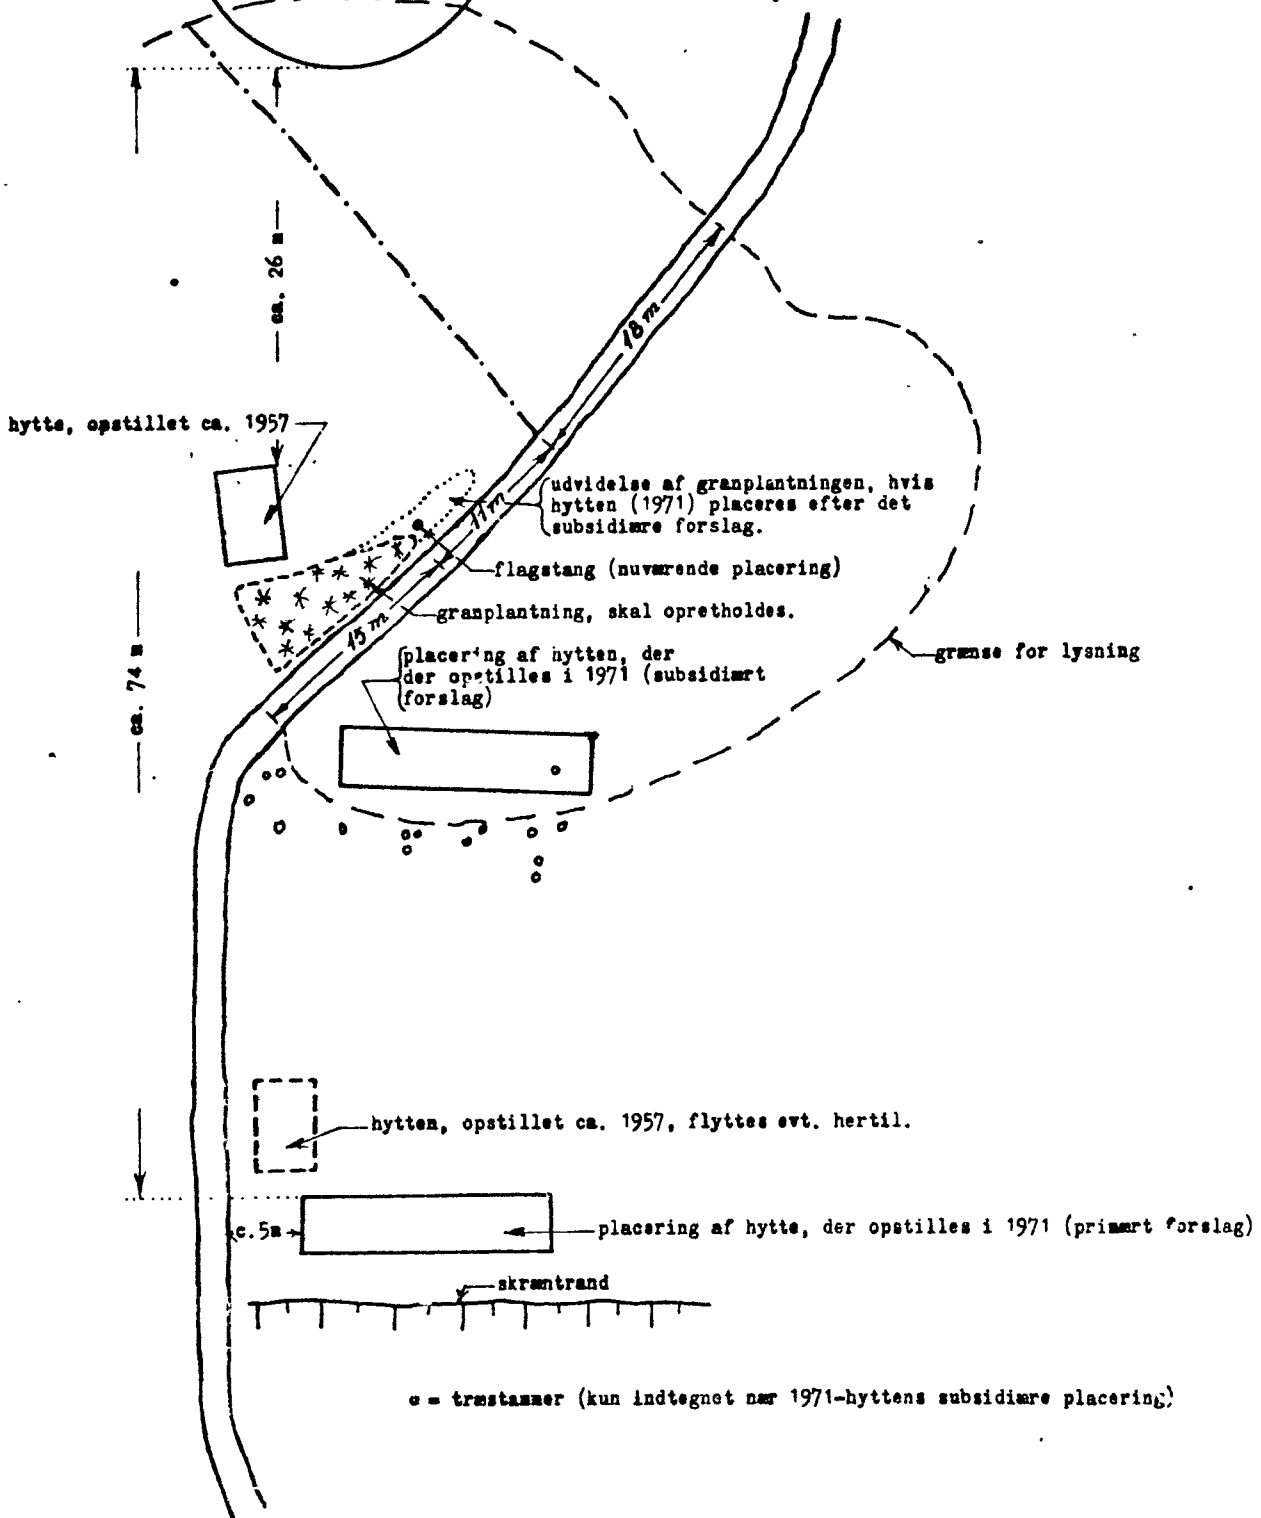 ca. 26 m
18 m
hytte, opstillet ca. 1957
udvidelse af granplantningen, hvis
hytten (1971) placeres efter det
subsidiære forslag.
11 m
flagstang (nuværende placering)
granplantning, skal opretholdes.
15 m
placering af hytten, der
der opstilles i 1971 (subsidiært
forslag)
grænse for lysning
ca. 74 m
hytten, opstillet ca. 1957, flyttes evt. hertil.
c.5m
placering af hytte, der opstilles i 1971 (primært forslag)
skræntrand
o = træstammer (kun indtegnet nær 1971-hyttens subsidiære placering)